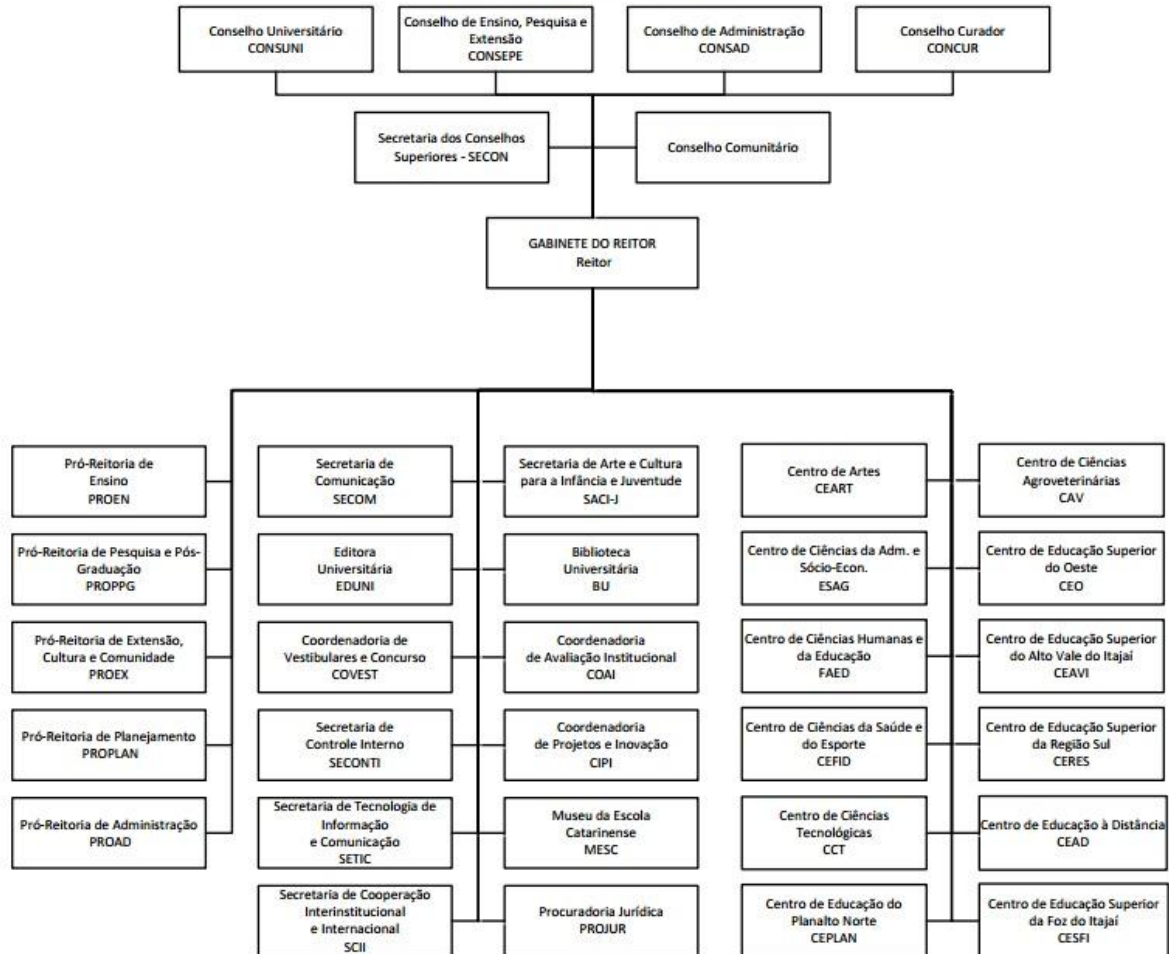 Conselho Universitário
CONSUNI
Conselho de Ensino, Pesquisa e
Extensão
CONSEPE
Conselho de Administração
CONSAD
Conselho Curador
CONCUR
Secretaria dos Conselhos
Superiores - SECON
Conselho Comunitário
GABINETE DO REITOR
Reitor
Pró-Reitoria de
Ensino
PROEN
Pró-Reitoria de Pesquisa e Pós-
Graduação
PROPPG
Pró-Reitoria de Extensão,
Cultura e Comunidade
PROEX
Pró-Reitoria de Planejamento
PROPLAN
Pró-Reitoria de Administração
PROAD
Secretaria de
Comunicação
SECOM
Editora
Universitária
EDUNI
Coordenadoria de
Vestibulares e Concurso
COVEST
Secretaria de
Controle Interno
SECONTI
Secretaria de Tecnologia de
Informação
e Comunicação
SETIC
Secretaria de Cooperação
Interinstitucional
e Internacional
SCII
Secretaria de Arte e Cultura
para a Infância e Juventude
SACI-J
Biblioteca
Universitária
BU
Coordenadoria
de Avaliação Institucional
COAI
Coordenadoria
de Projetos e Inovação
CIPI
Museu da Escola
Catarinense
MESC
Procuradoria Jurídica
PROJUR
Centro de Artes
CEART
Centro de Ciências da Adm. e
Sócio-Econ.
ESAG
Centro de Ciências Humanas e
da Educação
FAED
Centro de Ciências da Saúde e
do Esporte
CEFID
Centro de Ciências
Tecnológicas
CCT
Centro de Educação do
Planalto Norte
CEPLAN
Centro de Ciências
Agroveterinárias
CAV
Centro de Educação Superior
do Oeste
CEO
Centro de Educação Superior
do Alto Vale do Itajaí
CEAVI
Centro de Educação Superior
da Região Sul
CERES
Centro de Educação à Distância
CEAD
Centro de Educação Superior
da Foz do Itajaí
CESFI